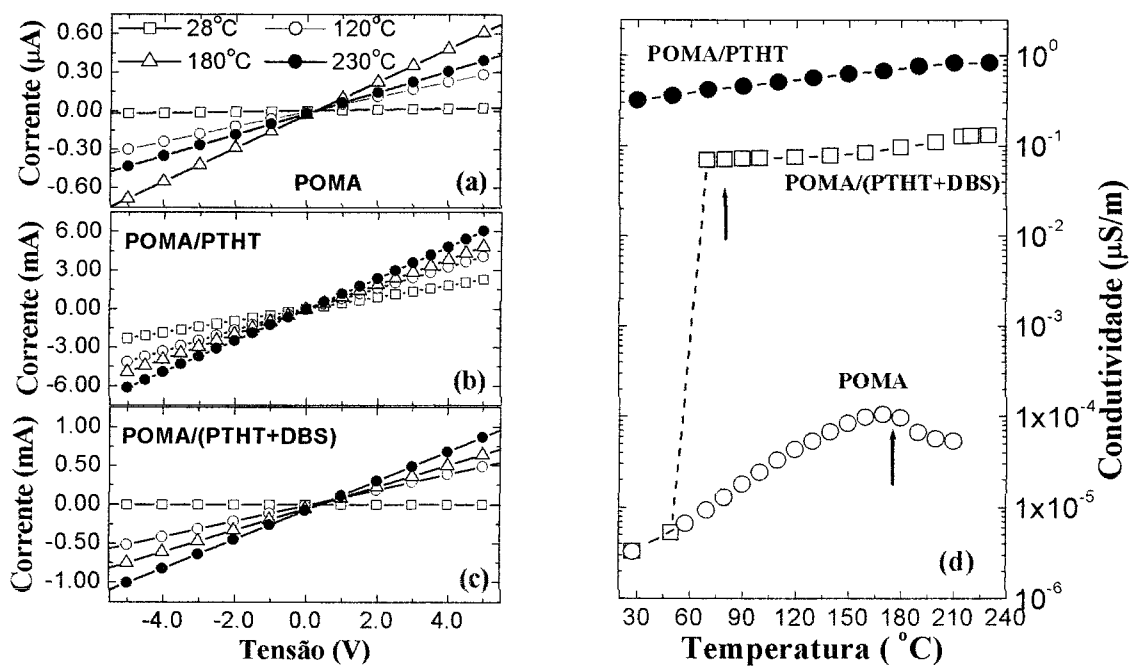 28°C 120°C
180°C 230°C
0.60
0.30
0.00
-0.30
-0.60
Corrente (μA)
POMA
(a)
POMA/PTHT
6.00
3.00
0.00
-3.00
-6.00
Corrente (mA)
(b)
POMA/(PTHT+DBS)
1.00
0.50
0.00
-0.50
-1.00
Corrente (mA)
(c)
-4.0 -2.0 0.0 2.0 4.0
Tensão (V)
POMA/PTHT
POMA/(PTHT+DBS)
POMA
(d)
10⁰
10⁻¹
10⁻²
1x10⁻⁴
10⁻⁵
10⁻⁶
Condutividade (μS/m)
30 60 90 120 150 180 210 240
Temperatura (°C)